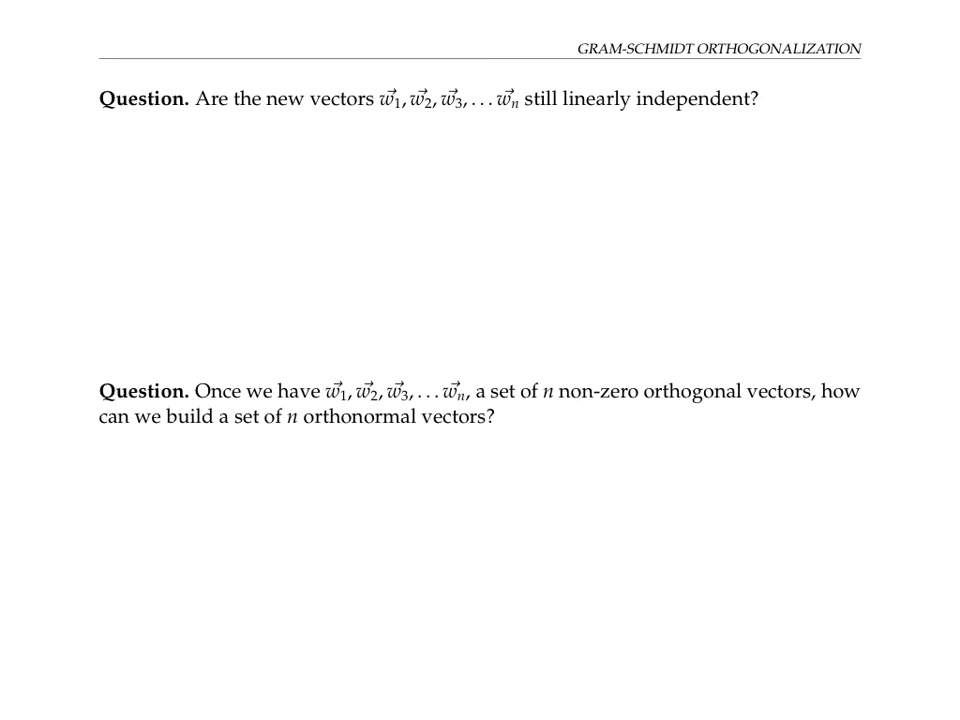 GRAM-SCHMIDT ORTHOGONALIZATION
Question. Are the new vectors w⃗₁, w⃗₂, w⃗₃, . . . w⃗ₙ still linearly independent?
Question. Once we have w⃗₁, w⃗₂, w⃗₃, . . . w⃗ₙ, a set of n non-zero orthogonal vectors, how
can we build a set of n orthonormal vectors?